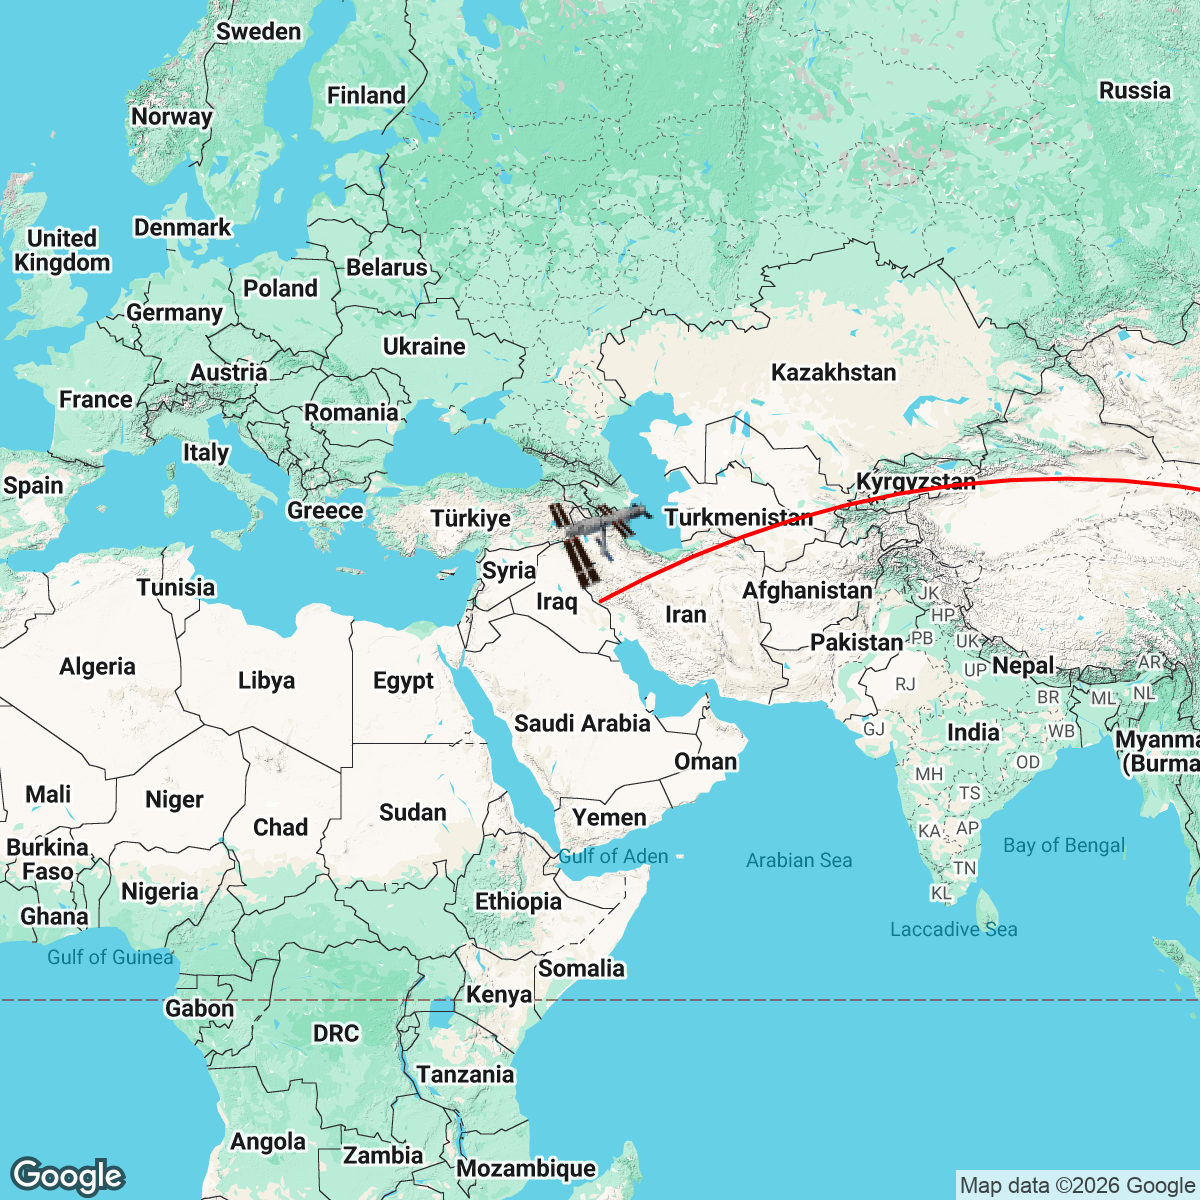 Sweden
Finland
Russia
Norway
Denmark
United
Kingdom
Belarus
Poland
Germany
Ukraine
Austria
Kazakhstan
France
Romania
Italy
Kyrgyzstan
Spain
Greece
Türkiye
Turkmenistan
Syria
Tunisia
Afghanistan
JK
Iraq
Iran
HP
Pakistan
PB
UK
Algeria
Libya
Egypt
UP
Nepal
AR
RJ
BR
ML
NL
Saudi Arabia
GJ
India
WB
Myanma
(Burma
Oman
OD
MH
Mali
Niger
TS
Sudan
Yemen
Chad
KA
AP
Burkina
Faso
Gulf of Aden
Arabian Sea
Bay of Bengal
TN
Nigeria
KL
Ethiopia
Ghana
Laccadive Sea
Gulf of Guinea
Somalia
Kenya
Gabon
DRC
Tanzania
Angola
Zambia
Mozambique
Google
Map data ©2026 Google